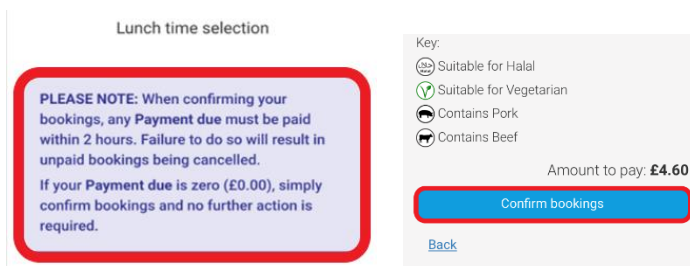 Lunch time selection
PLEASE NOTE: When confirming your
bookings, any Payment due must be paid
within 2 hours. Failure to do so will result in
unpaid bookings being cancelled.
If your Payment due is zero (£0.00), simply
confirm bookings and no further action is
required.
Key:
Suitable for Halal
Suitable for Vegetarian
Contains Pork
Contains Beef
Amount to pay: £4.60
Confirm bookings
Back